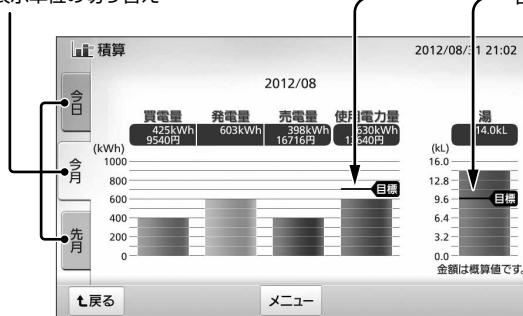 表示単位の切り替え
積算
2012/08/31 21:02
今日
今月
先月
2012/08
買電量
425kWh
9540円
発電量
603kWh
売電量
398kWh
16716円
使用電力量
630kWh
640円
湯
14.0kL
(kWh)
1000
800
600
400
200
0
目標
(kL)
16.0
12.8
9.6
6.4
3.2
0.0
目標
金額は概算値です。
戻る
メニュー